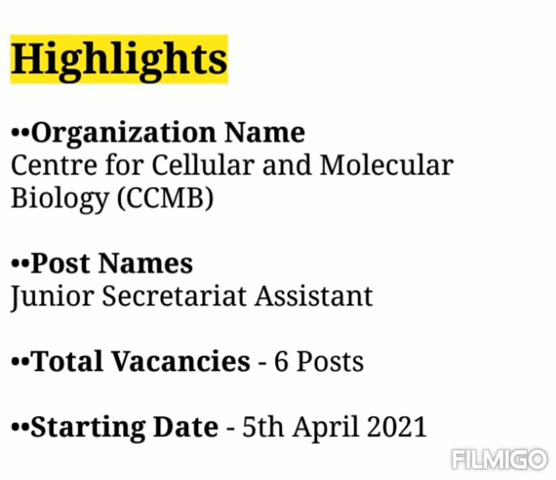 Highlights
••Organization Name
Centre for Cellular and Molecular
Biology (CCMB)
••Post Names
Junior Secretariat Assistant
••Total Vacancies - 6 Posts
••Starting Date - 5th April 2021
FILMIGO